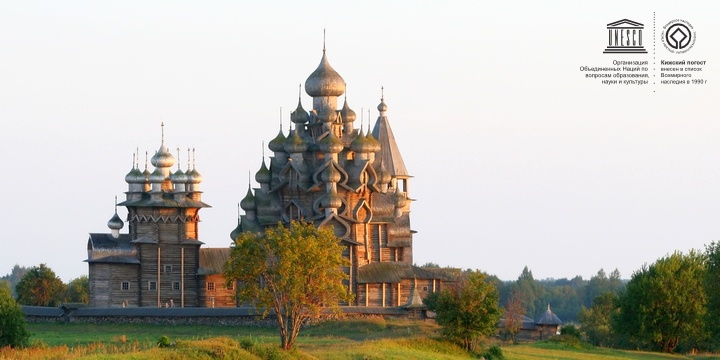 UNESCO
Организация
Объединенных Наций по
вопросам образования,
науки и культуры
Кижский погост
внесен в список
Всемирного
наследия в 1990 г